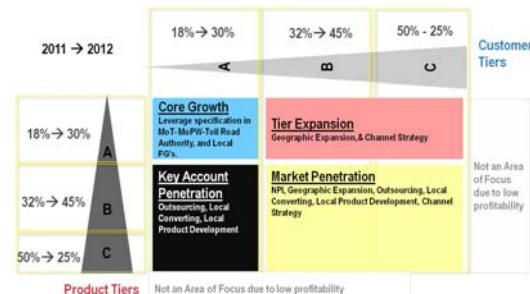 2011 → 2012
18%→ 30%
32%→ 45%
50% - 25%
Customer
Tiers
A
B
C
18%→ 30%
32%→ 45%
50%→ 25%
A
B
C
Core Growth
Leverage specification in
MoT- MoPW-Toll Road
Authority, and Local
FG's.
Tier Expansion
Geographic Expansion,& Channel Strategy
Key Account
Penetration
Outsourcing, Local
Converting, Local
Product Development
Market Penetration
NPI, Geographic Expansion, Outsourcing, Local
Converting, Local Product Development, Channel
Strategy
Not an Area
of Focus
due to low
profitability
Product Tiers
Not an Area of Focus due to low profitability